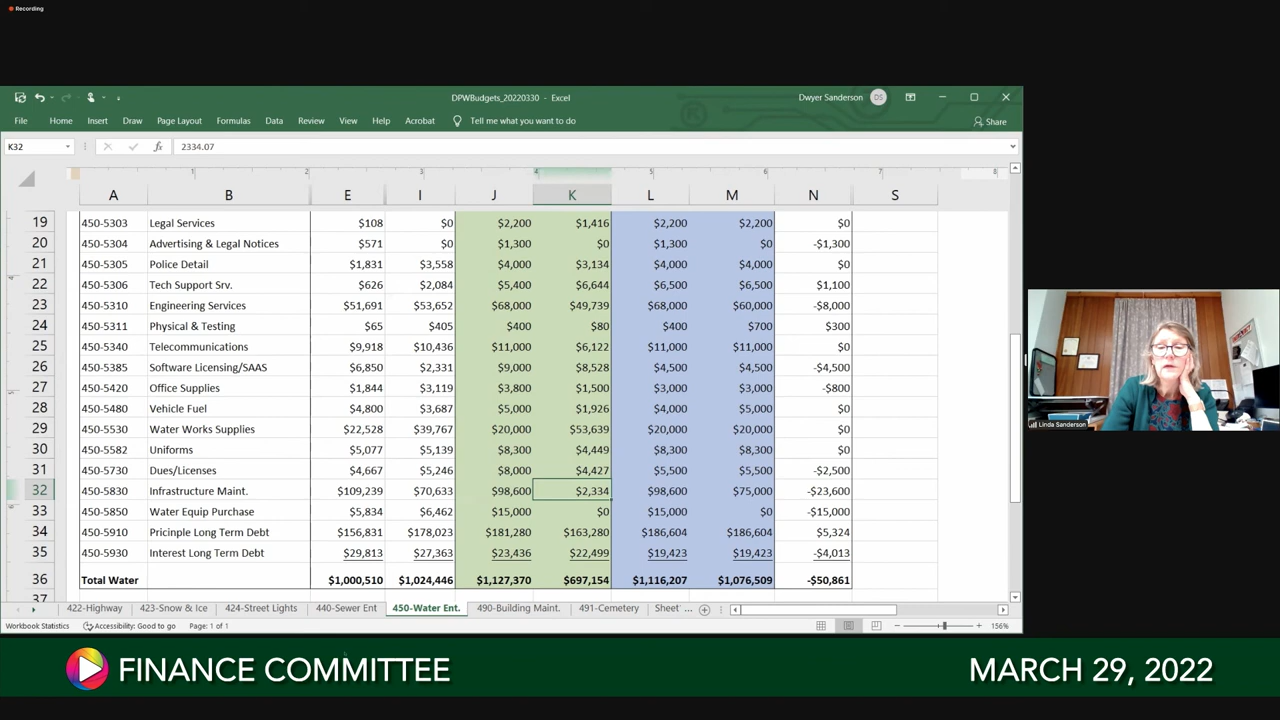 Recording
DPWBudgets_20220330 - Excel
Dwyer Sanderson DS
File Home Insert Draw Page Layout Formulas Data Review View Help Acrobat Tell me what you want to do Share
K32 fx 2334.07
1 2 3 4 5 6 7 8
A B E I J K L M N S
19 450-5303 Legal Services $108 $0 $2,200 $1,416 $2,200 $2,200 $0
20 450-5304 Advertising & Legal Notices $571 $0 $1,300 $0 $1,300 $0 -$1,300
21 450-5305 Police Detail $1,831 $3,558 $4,000 $3,134 $4,000 $4,000 $0
22 450-5306 Tech Support Srv. $626 $2,084 $5,400 $6,644 $6,500 $6,500 $1,100
23 450-5310 Engineering Services $51,691 $53,652 $68,000 $49,739 $68,000 $60,000 -$8,000
24 450-5311 Physical & Testing $65 $405 $400 $80 $400 $700 $300
25 450-5340 Telecommunications $9,918 $10,436 $11,000 $6,122 $11,000 $11,000 $0
26 450-5385 Software Licensing/SAAS $6,850 $2,331 $9,000 $8,528 $4,500 $4,500 -$4,500
27 450-5420 Office Supplies $1,844 $3,119 $3,800 $1,500 $3,000 $3,000 -$800
28 450-5480 Vehicle Fuel $4,800 $3,687 $5,000 $1,926 $4,000 $5,000 $0
29 450-5530 Water Works Supplies $22,528 $39,767 $20,000 $53,639 $20,000 $20,000 $0
30 450-5582 Uniforms $5,077 $5,139 $8,300 $4,449 $8,300 $8,300 $0
31 450-5730 Dues/Licenses $4,667 $5,246 $8,000 $4,427 $5,500 $5,500 -$2,500
32 450-5830 Infrastructure Maint. $109,239 $70,633 $98,600 $2,334 $98,600 $75,000 -$23,600
33 450-5850 Water Equip Purchase $5,834 $6,462 $15,000 $0 $15,000 $0 -$15,000
34 450-5910 Pricinple Long Term Debt $156,831 $178,023 $181,280 $163,280 $186,604 $186,604 $5,324
35 450-5930 Interest Long Term Debt $29,813 $27,363 $23,436 $22,499 $19,423 $19,423 -$4,013
36 Total Water $1,000,510 $1,024,446 $1,127,370 $697,154 $1,116,207 $1,076,509 -$50,861
37
422-Highway 423-Snow & Ice 424-Street Lights 440-Sewer Ent 450-Water Ent. 490-Building Maint. 491-Cemetery Sheet ...
Workbook Statistics Accessibility: Good to go Page: 1 of 1 156%
Linda Sanderson
FINANCE COMMITTEE MARCH 29, 2022